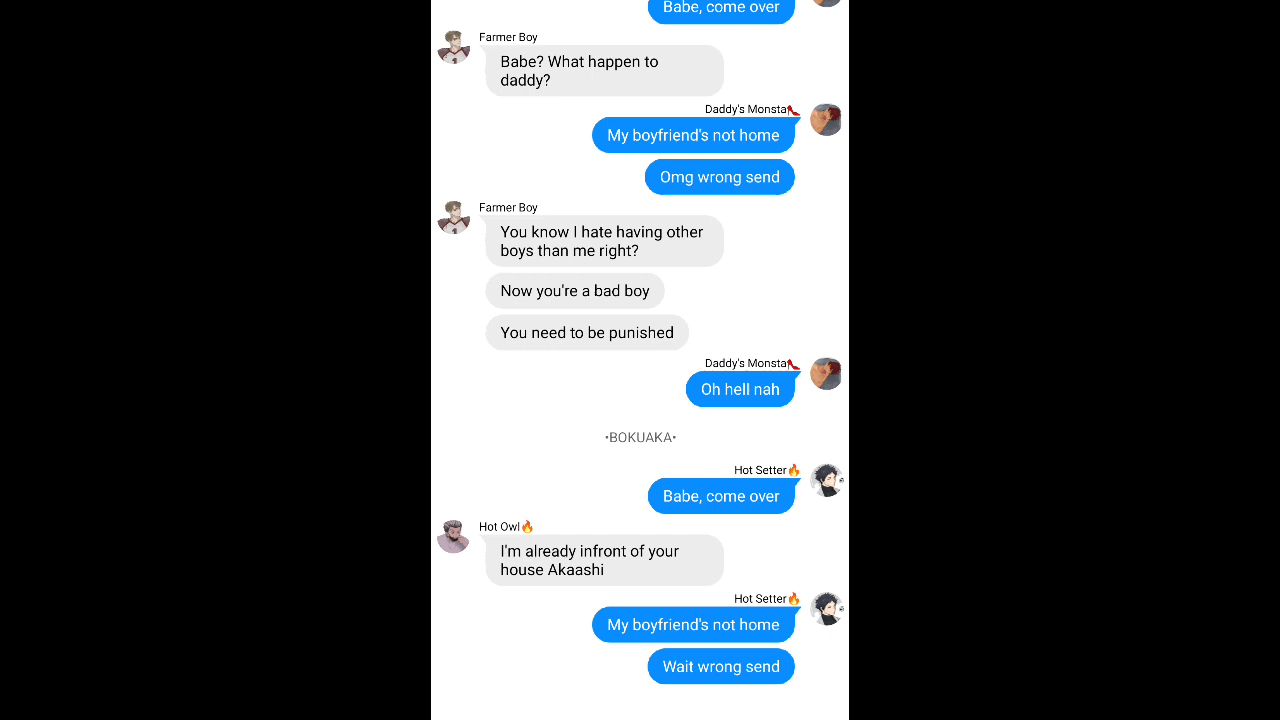 Babe, come over
Farmer Boy
Babe? What happen to
daddy?
Daddy's Monsta👠
My boyfriend's not home
Omg wrong send
Farmer Boy
You know I hate having other
boys than me right?
Now you're a bad boy
You need to be punished
Daddy's Monsta👠
Oh hell nah
•BOKUAKA•
Hot Setter🔥
Babe, come over
Hot Owl🔥
I'm already infront of your
house Akaashi
Hot Setter🔥
My boyfriend's not home
Wait wrong send